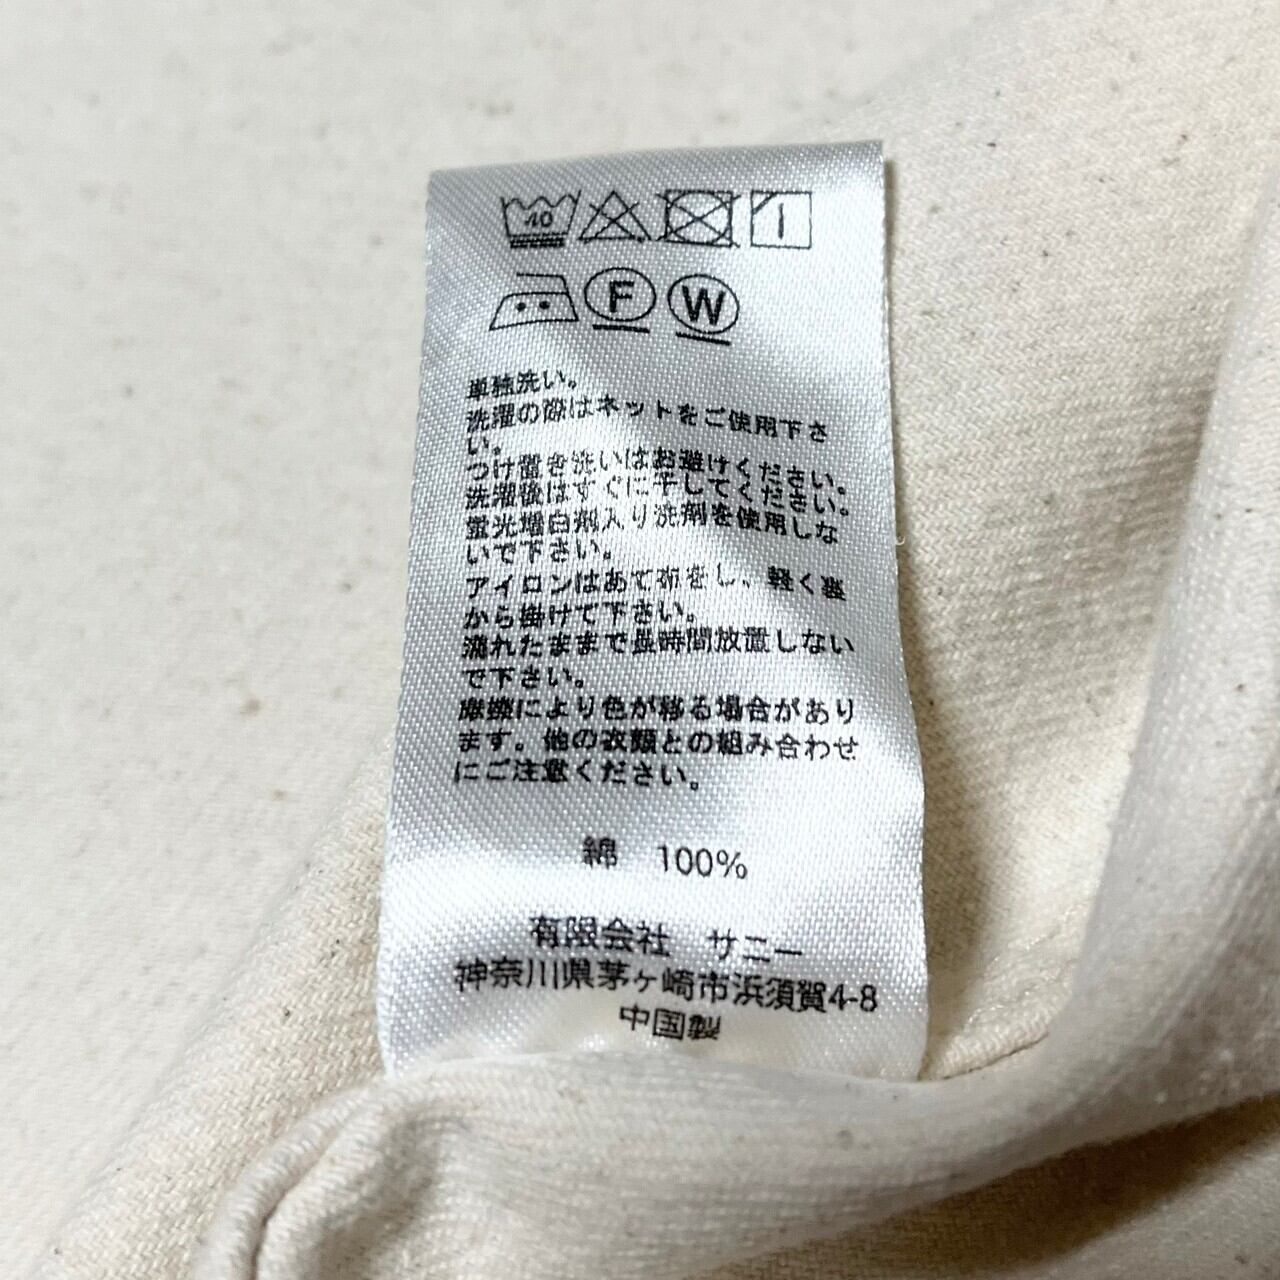 40
F W
単独洗い。
洗濯の際はネットをご使用下さ
い。
つけ置き洗いはお避けください。
洗濯後はすぐに干してください。
蛍光増白剤入り洗剤を使用しな
いで下さい。
アイロンはあて布をし、軽く裏
から掛けて下さい。
濡れたままで長時間放置しない
で下さい。
摩擦により色が移る場合があり
ます。他の衣類との組み合わせ
にご注意ください。
綿 100%
有限会社 サニー
神奈川県茅ヶ崎市浜須賀4-8
中国製